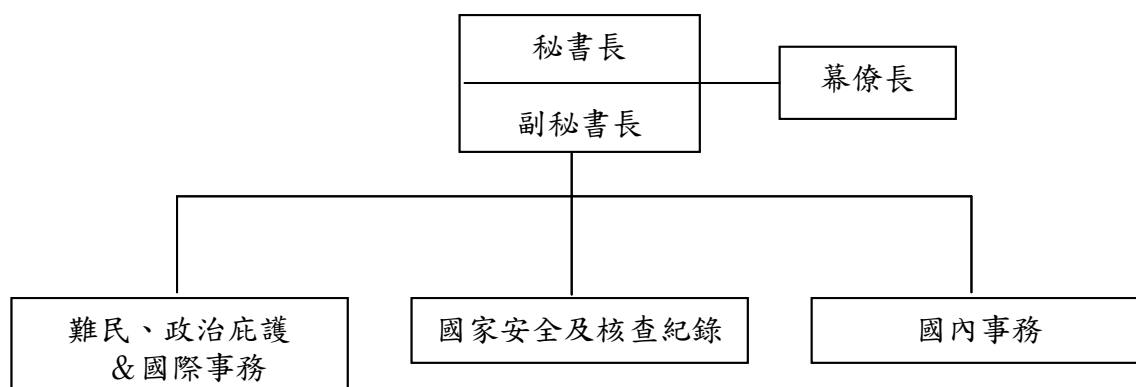 秘書長
副秘書長
幕僚長
難民、政治庇護
＆國際事務
國家安全及核查紀錄
國內事務